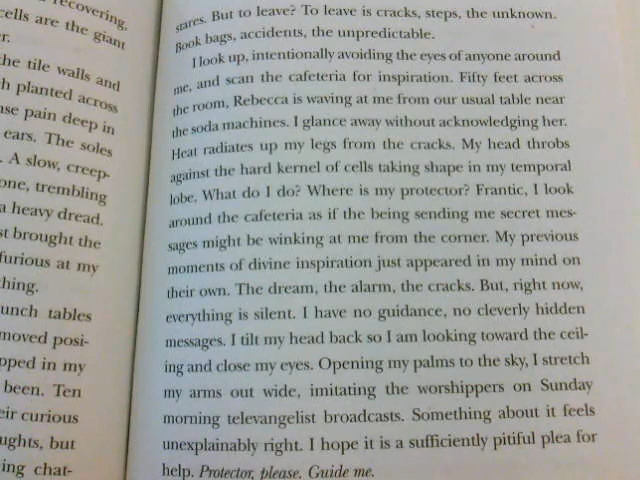 recovering,
cells are the giant
er.
the tile walls and
h planted across
nse pain deep in
ears. The soles
. A slow, creep-
one, trembling
a heavy dread.
st brought the
furious at my
thing.
unch tables
moved posi-
pped in my
been. Ten
eir curious
ughts, but
ing chat-
stares. But to leave? To leave is cracks, steps, the unknown.
Book bags, accidents, the unpredictable.
I look up, intentionally avoiding the eyes of anyone around
me, and scan the cafeteria for inspiration. Fifty feet across
the room, Rebecca is waving at me from our usual table near
the soda machines. I glance away without acknowledging her.
Heat radiates up my legs from the cracks. My head throbs
against the hard kernel of cells taking shape in my temporal
lobe. What do I do? Where is my protector? Frantic, I look
around the cafeteria as if the being sending me secret mes-
sages might be winking at me from the corner. My previous
moments of divine inspiration just appeared in my mind on
their own. The dream, the alarm, the cracks. But, right now,
everything is silent. I have no guidance, no cleverly hidden
messages. I tilt my head back so I am looking toward the ceil-
ing and close my eyes. Opening my palms to the sky, I stretch
my arms out wide, imitating the worshippers on Sunday
morning televangelist broadcasts. Something about it feels
unexplainably right. I hope it is a sufficiently pitiful plea for
help. Protector, please. Guide me.